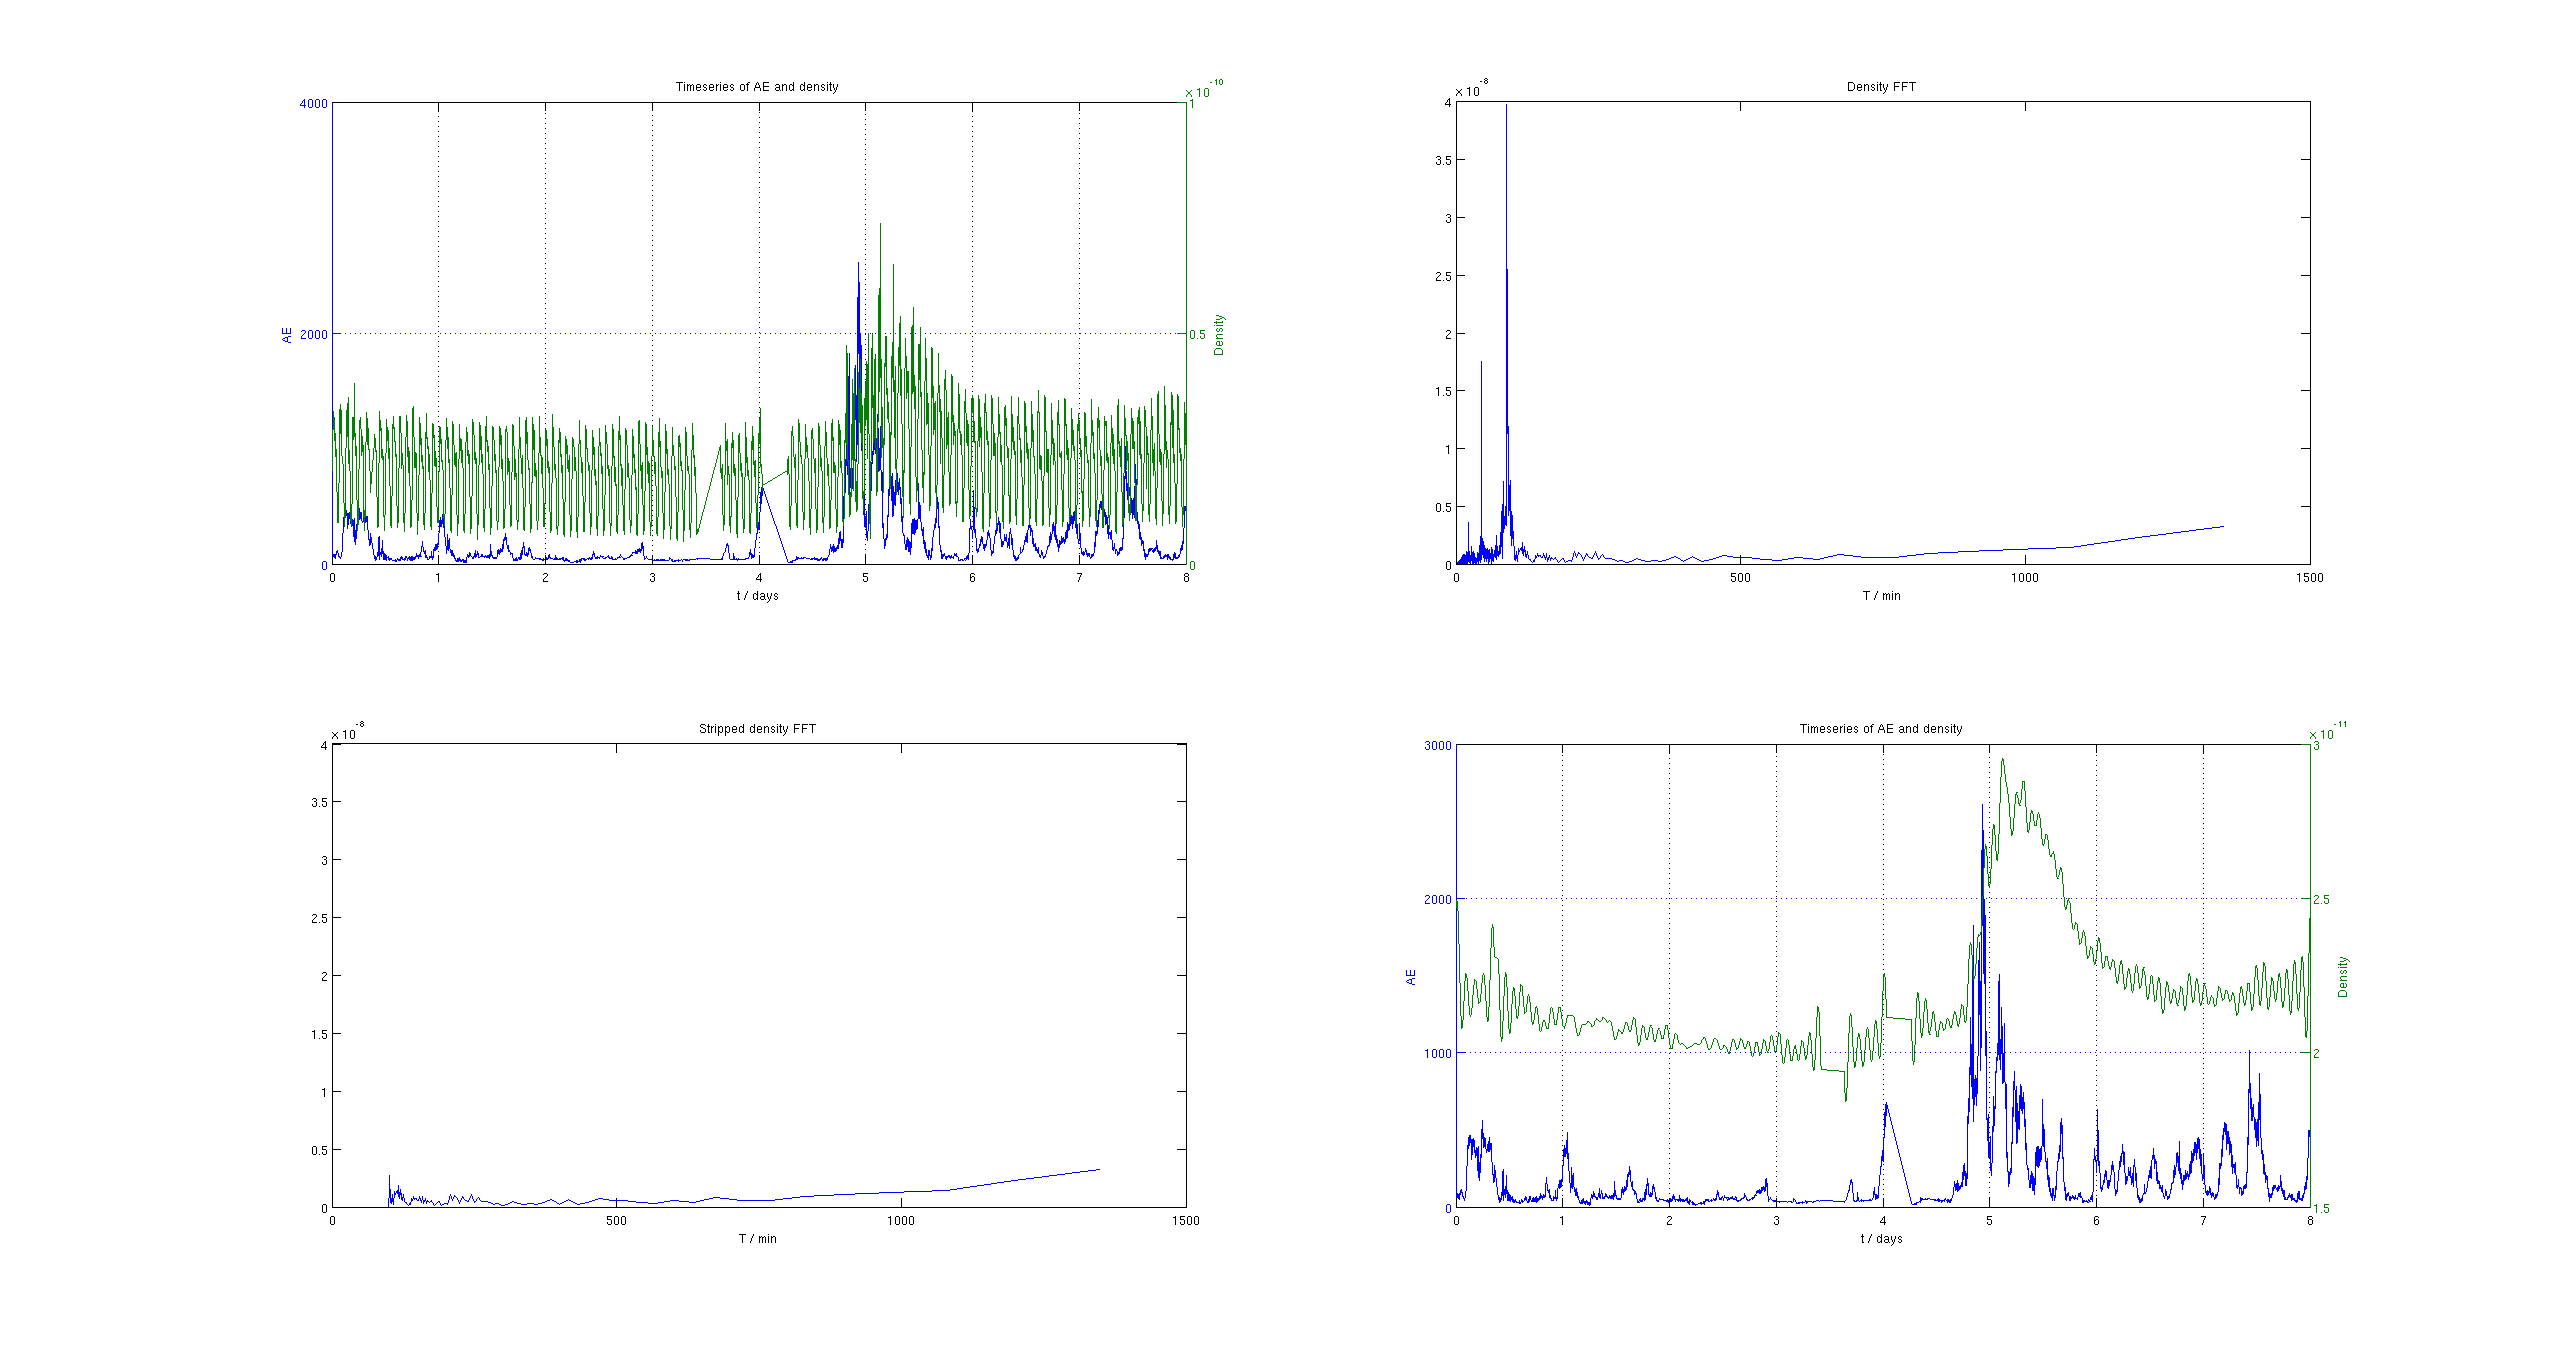 Timeseries of AE and density
×10^-10
4000
2000
0
AE
1
0.5
0
Density
0 1 2 3 4 5 6 7 8
t / days
Density FFT
×10^-8
4
3.5
3
2.5
2
1.5
1
0.5
0
0 500 1000 1500
T / min
Stripped density FFT
×10^-8
4
3.5
3
2.5
2
1.5
1
0.5
0
0 500 1000 1500
T / min
Timeseries of AE and density
×10^-11
3000
2000
1000
0
AE
3
2.5
2
1.5
Density
0 1 2 3 4 5 6 7 8
t / days